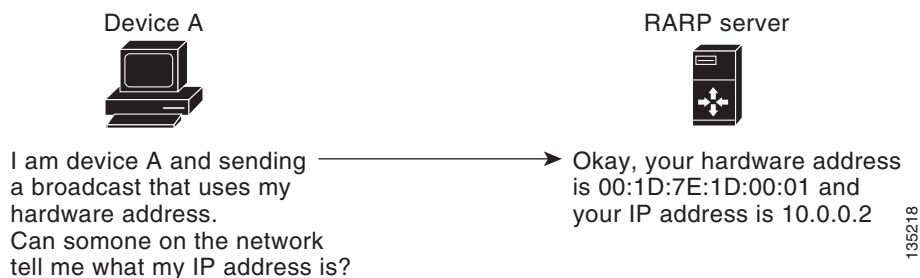 Device A
RARP server
I am device A and sending
a broadcast that uses my
hardware address.
Can somone on the network
tell me what my IP address is?
Okay, your hardware address
is 00:1D:7E:1D:00:01 and
your IP address is 10.0.0.2
135218